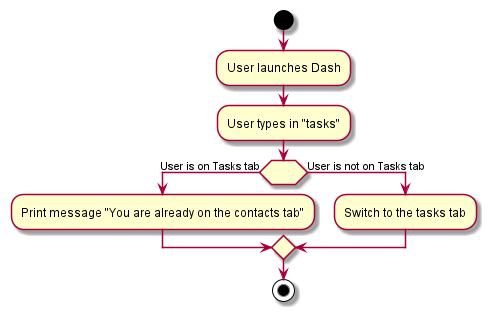 User launches Dash
User types in "tasks"
User is on Tasks tab
User is not on Tasks tab
Print message "You are already on the contacts tab"
Switch to the tasks tab